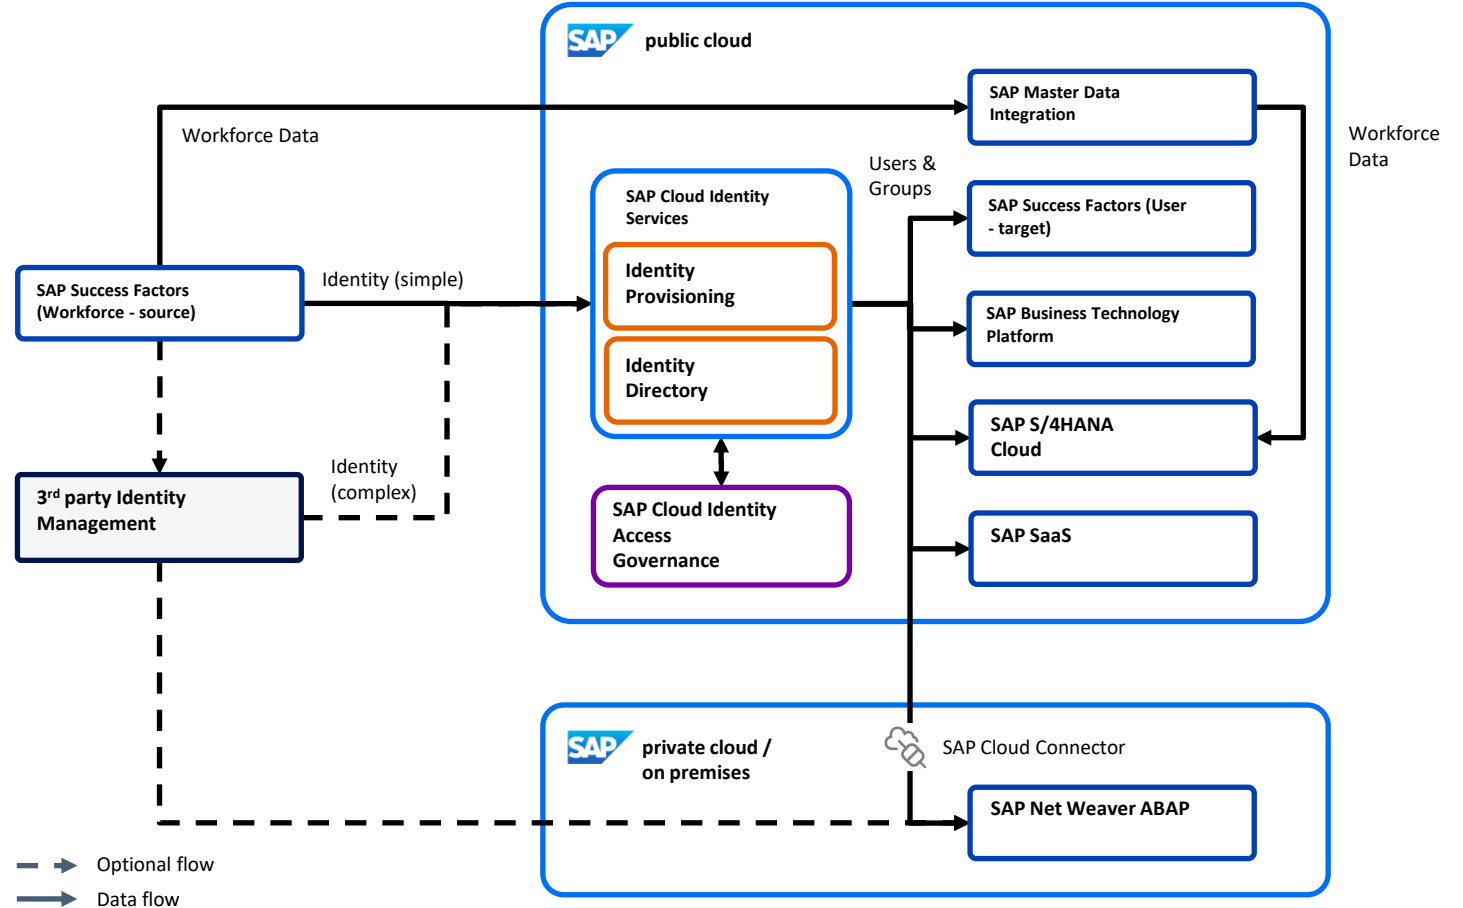 SAP
public cloud
SAP Master Data
Integration
Workforce Data
Workforce
Data
Users &
Groups
SAP Cloud Identity
Services
SAP Success Factors (User
- target)
Identity
Provisioning
Identity (simple)
SAP Success Factors
(Workforce - source)
SAP Business Technology
Platform
Identity
Directory
SAP S/4HANA
Cloud
Identity
(complex)
3rd party Identity
Management
SAP Cloud Identity
Access
Governance
SAP SaaS
SAP
private cloud /
on premises
SAP Cloud Connector
SAP Net Weaver ABAP
Optional flow
Data flow